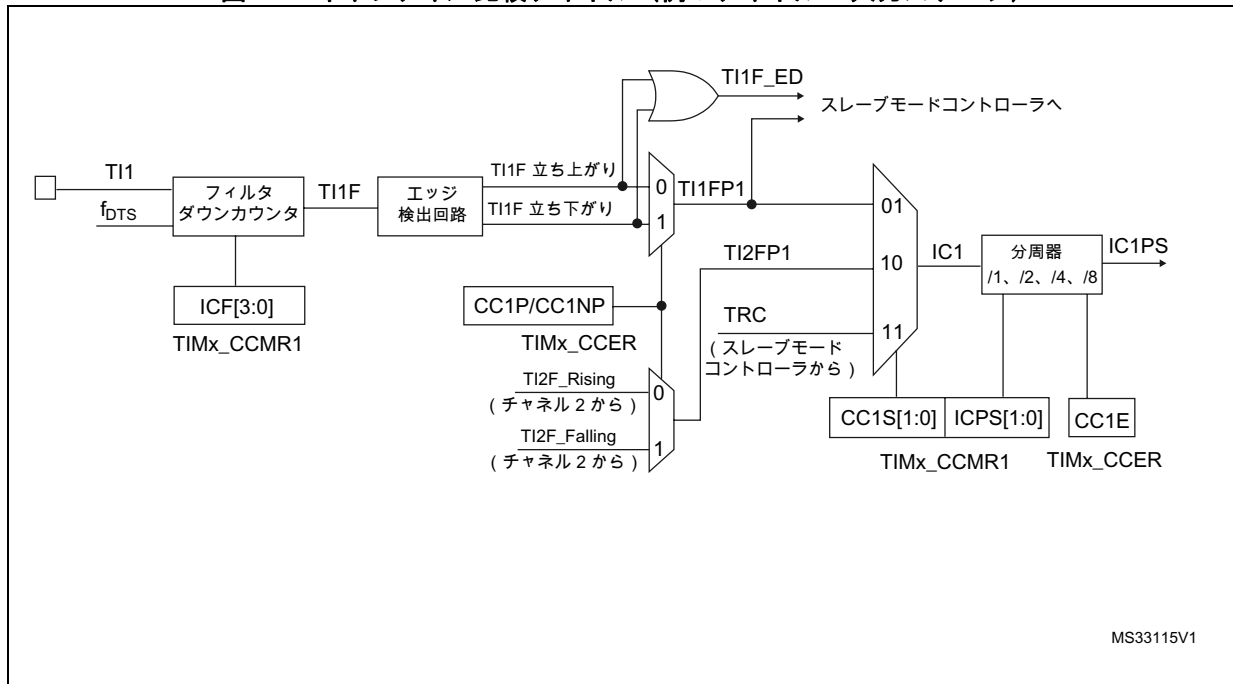 TI1F_ED
スレーブモードコントローラへ
TI1
fDTS
フィルタ
ダウンカウンタ
TI1F
エッジ
検出回路
TI1F 立ち上がり
TI1F 立ち下がり
0
1
TI1FP1
01
10
11
TI2FP1
TRC
(スレーブモード
コントローラから)
IC1
分周器
/1、/2、/4、/8
IC1PS
ICF[3:0]
TIMx_CCMR1
CC1P/CC1NP
TIMx_CCER
TI2F_Rising
(チャネル 2 から)
TI2F_Falling
(チャネル 2 から)
0
1
CC1S[1:0]
ICPS[1:0]
CC1E
TIMx_CCMR1
TIMx_CCER
MS33115V1